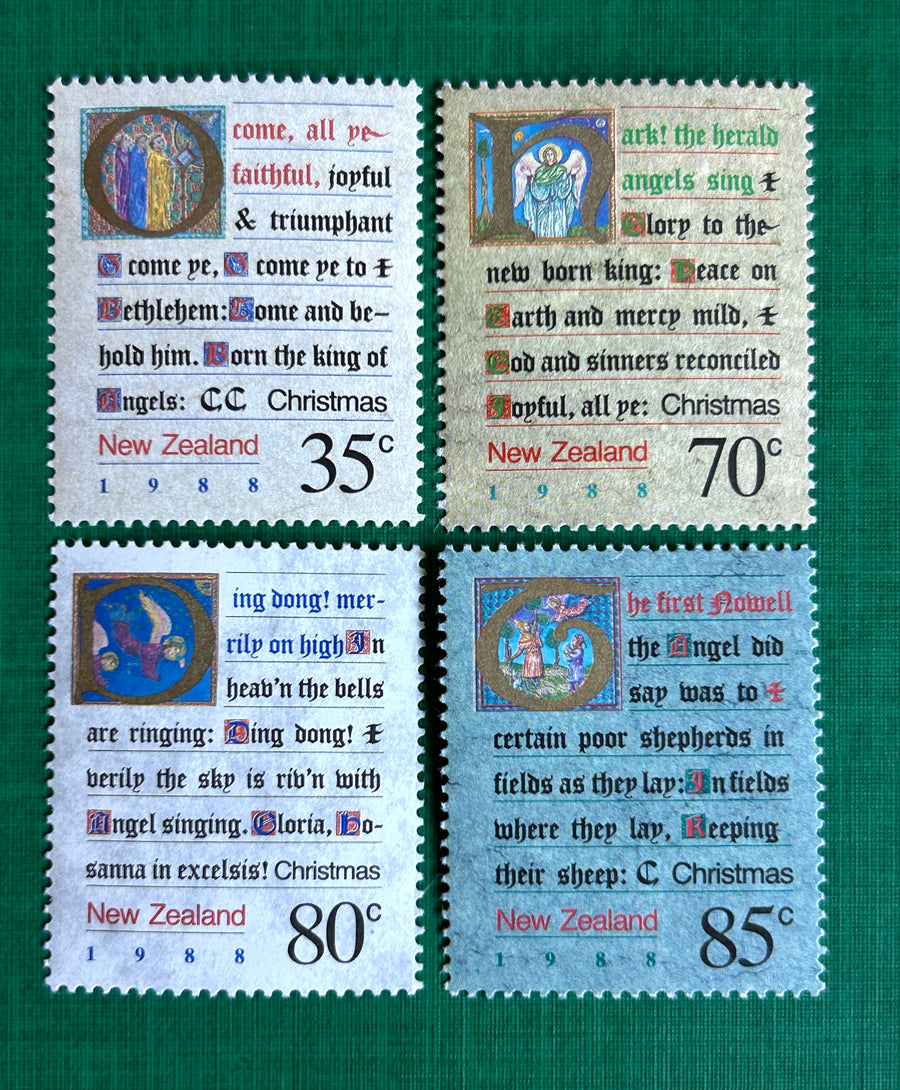 O come, all ye
faithful, joyful
& triumphant
O come ye, O come ye to
Bethlehem: Come and be-
hold him. Born the king of
Angels: CC Christmas
New Zealand 35c
1 9 8 8
Hark! the herald
angels sing
Glory to the
new born king: Peace on
Earth and mercy mild,
God and sinners reconciled
Joyful, all ye: Christmas
New Zealand 70c
1 9 8 8
Ding dong! mer-
rily on high In
heav'n the bells
are ringing: Ding dong!
verily the sky is riv'n with
Angel singing. Gloria, Ho-
sanna in excelsis! Christmas
New Zealand 80c
1 9 8 8
The first Nowell
the Angel did
say was to
certain poor shepherds in
fields as they lay: In fields
where they lay, Keeping
their sheep: C Christmas
New Zealand 85c
1 9 8 8